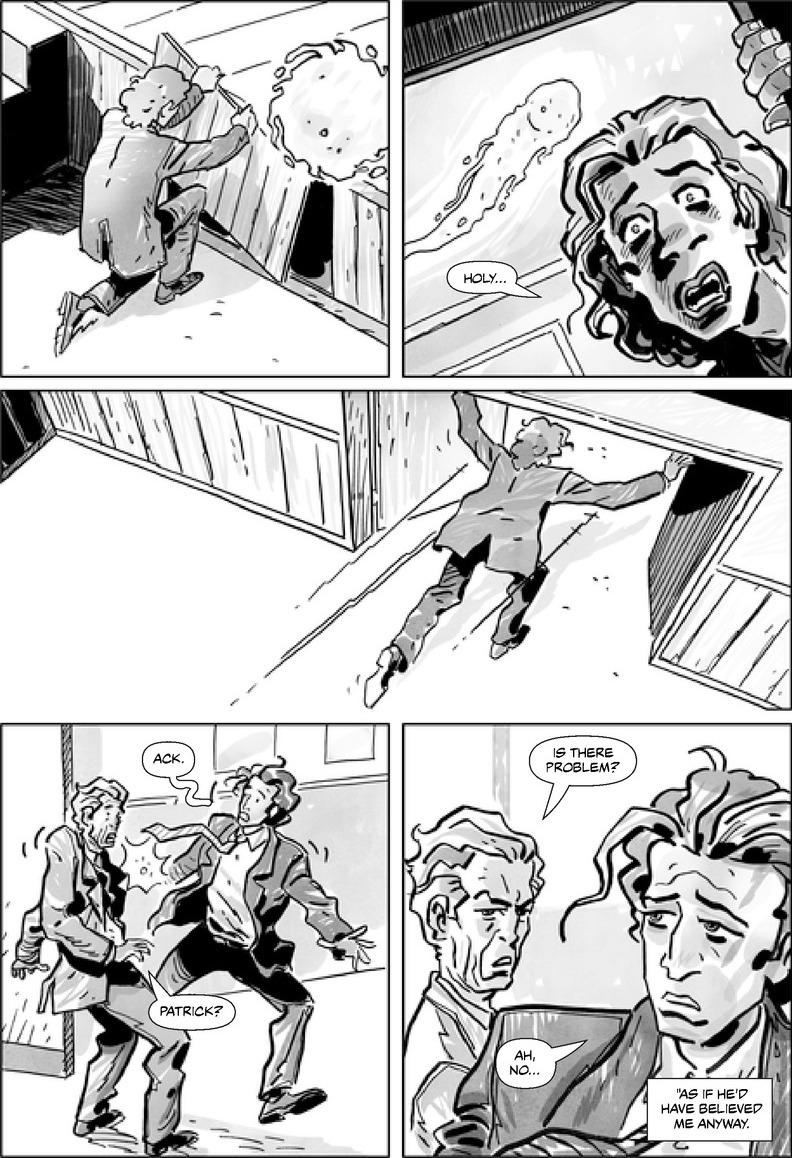 HOLY...
ACK.
PATRICK?
IS THERE
PROBLEM?
AH,
NO...
"AS IF HE'D
HAVE BELIEVED
ME ANYWAY.